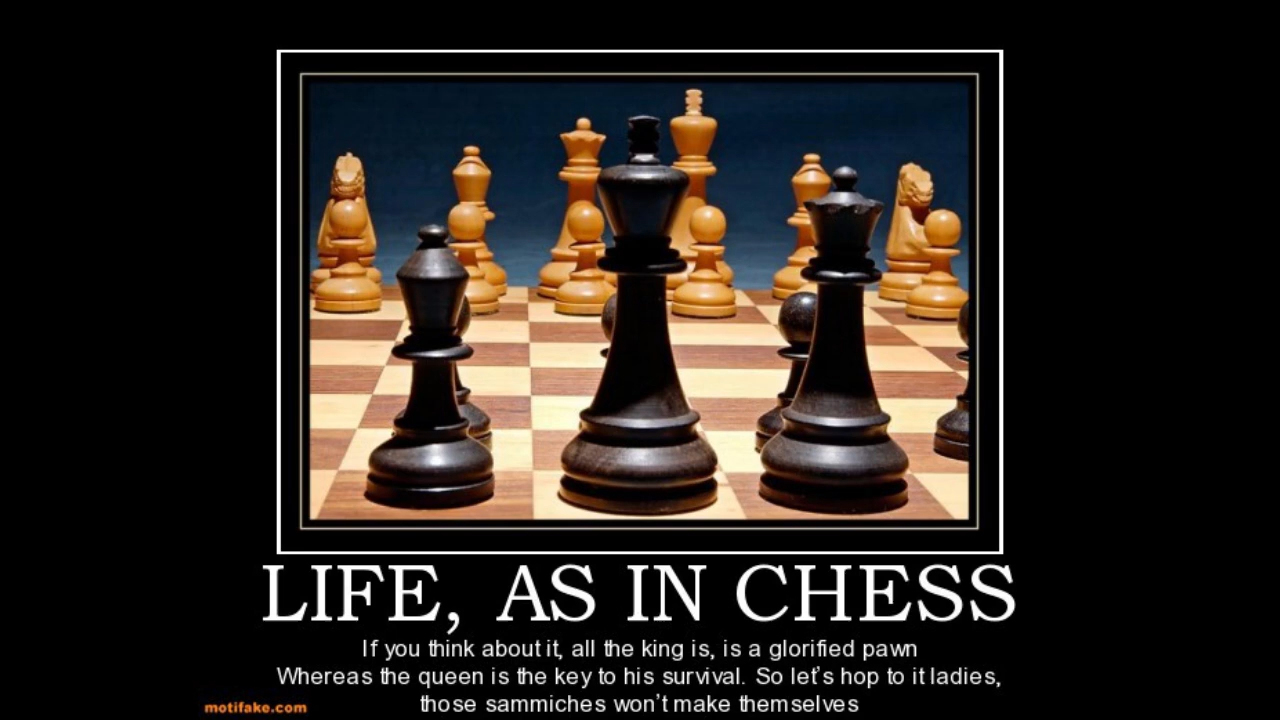 LIFE, AS IN CHESS
If you think about it, all the king is, is a glorified pawn
Whereas the queen is the key to his survival. So let's hop to it ladies,
those sammiches won't make themselves
motifake.com